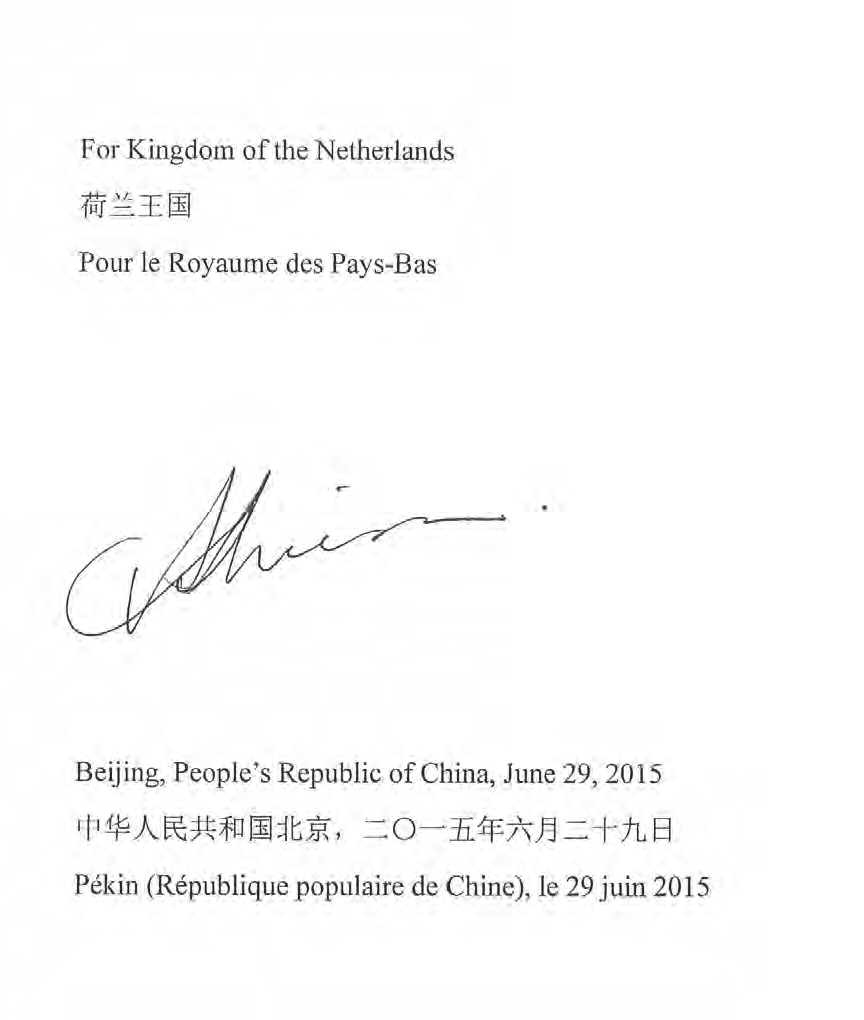 For Kingdom of the Netherlands
荷兰王国
Pour le Royaume des Pays-Bas
Beijing, People's Republic of China, June 29, 2015
中华人民共和国北京，二〇一五年六月二十九日
Pékin (République populaire de Chine), le 29 juin 2015